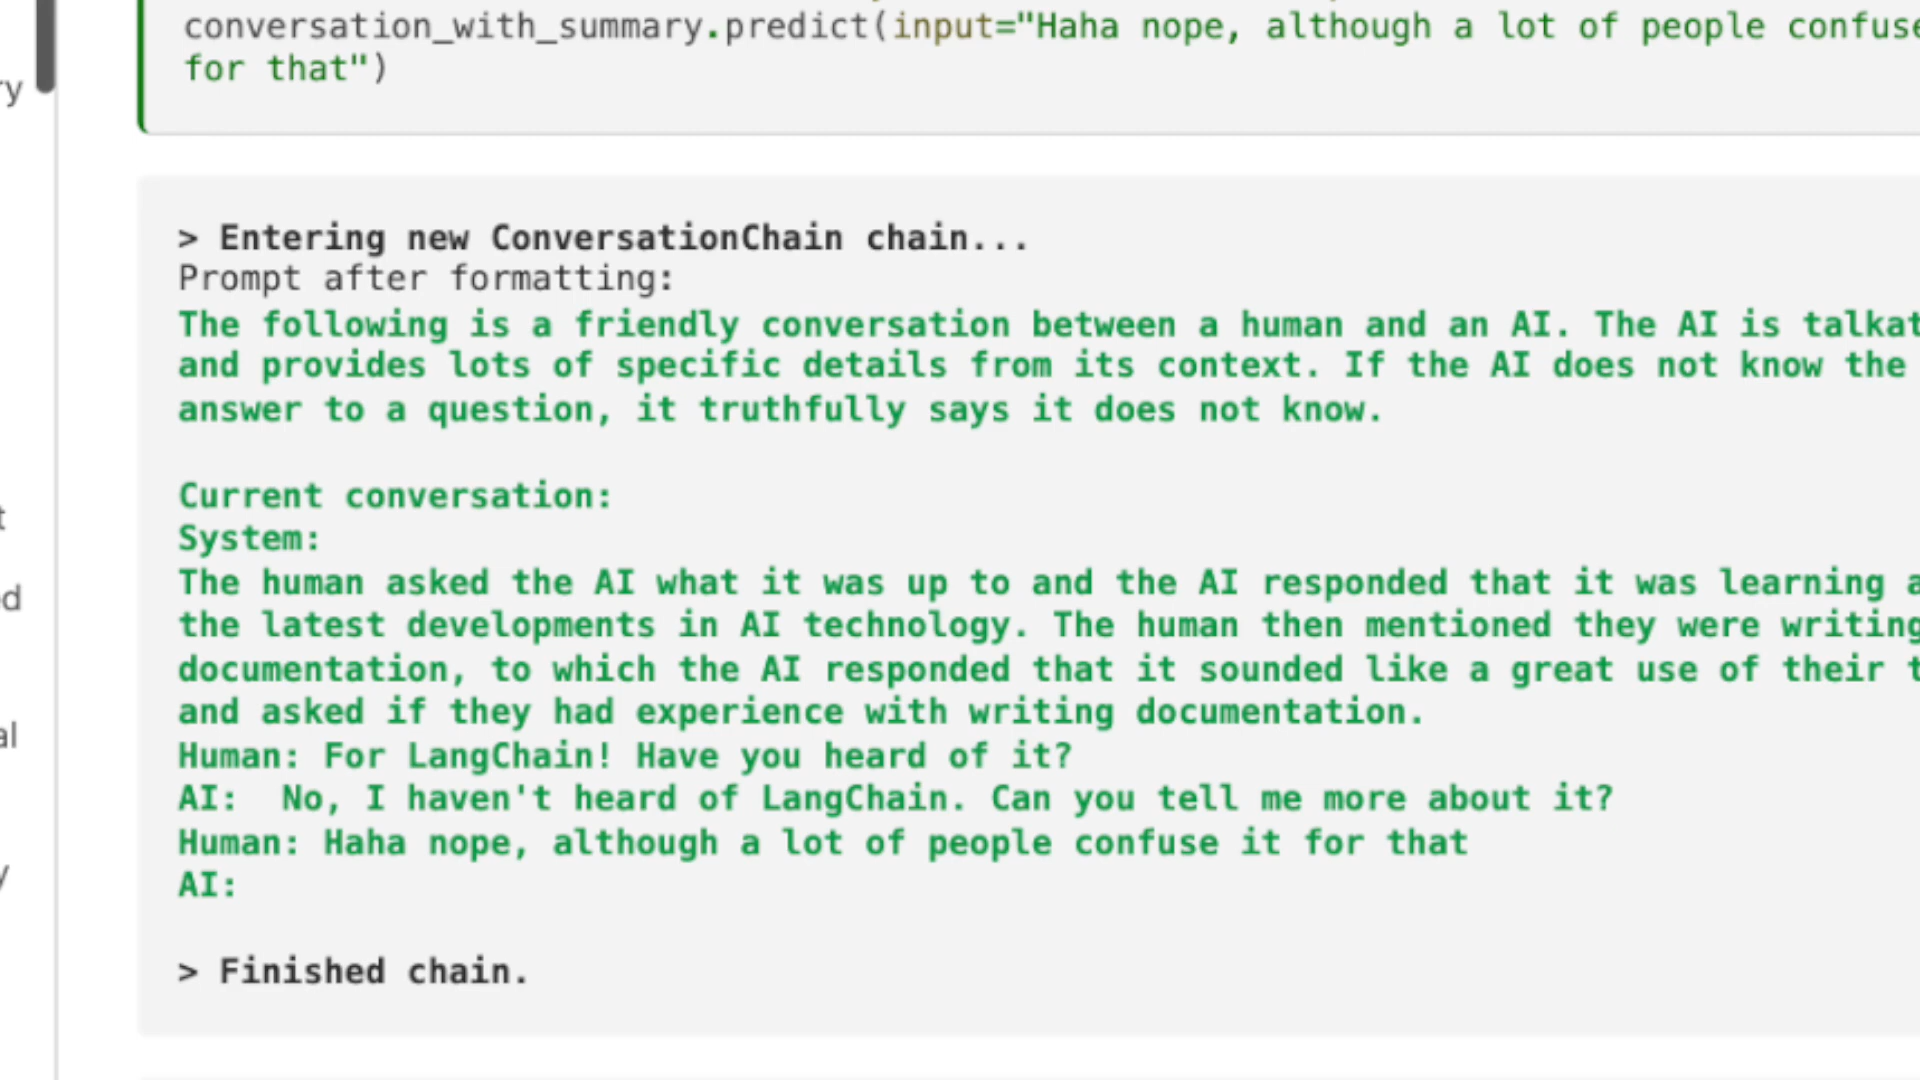 conversation_with_summary.predict(input="Haha nope, although a lot of people confuse
for that")
> Entering new ConversationChain chain...
Prompt after formatting:
The following is a friendly conversation between a human and an AI. The AI is
and provides lots of specific details from its context. If the AI does not know the
answer to a question, it truthfully says it does not know.
Current conversation:
System:
The human asked the AI what it was up to and the AI responded that it was learning
the latest developments in AI technology. The human then mentioned they were writing
documentation, to which the AI responded that it sounded like a great use of their
and asked if they had experience with writing documentation.
Human: For LangChain! Have you heard of it?
AI:  No, I haven't heard of LangChain. Can you tell me more about it?
Human: Haha nope, although a lot of people confuse it for that
AI:
> Finished chain.